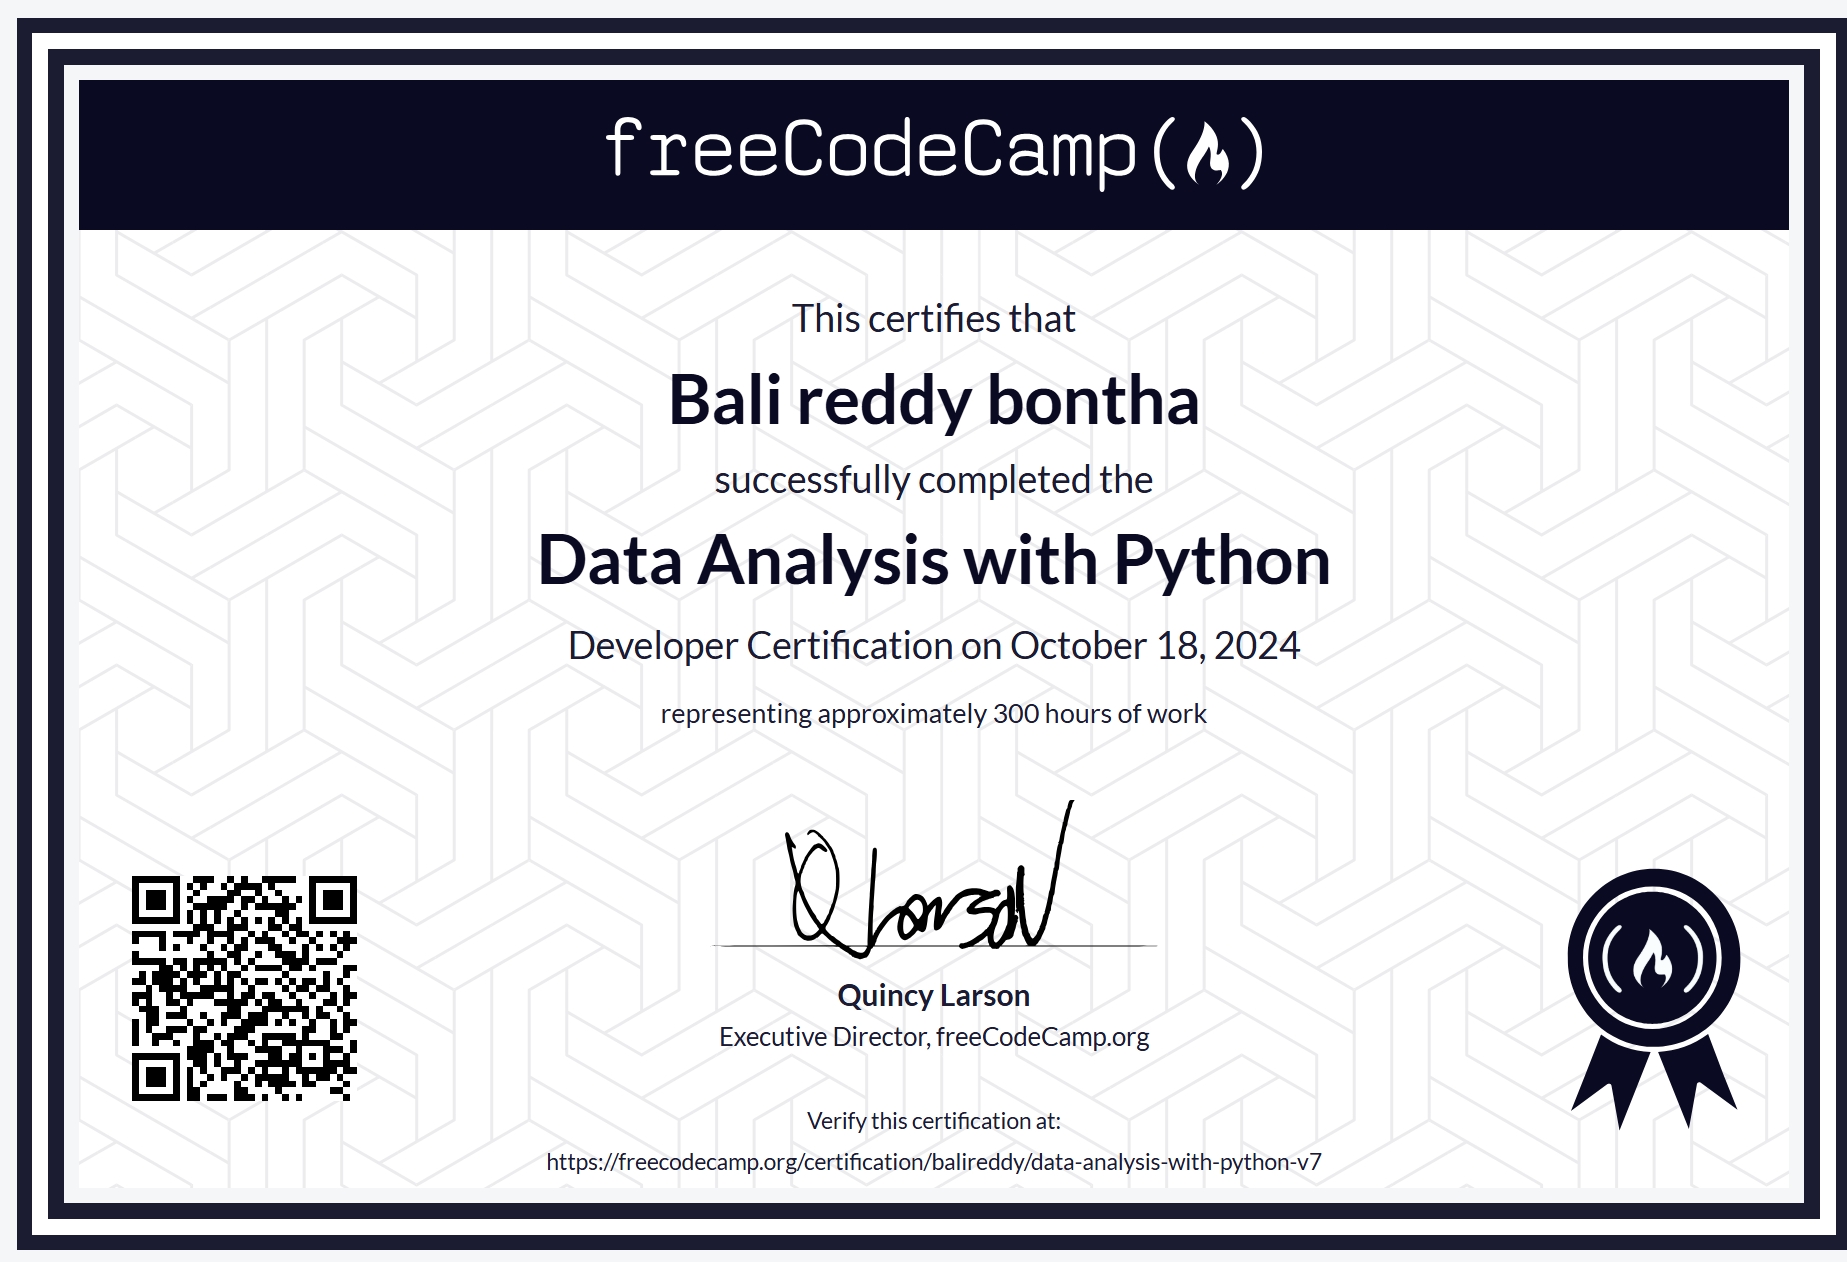 freeCodeCamp
This certifies that
Bali reddy bontha
successfully completed the
Data Analysis with Python
Developer Certification on October 18, 2024
representing approximately 300 hours of work
Quincy Larson
Executive Director, freeCodeCamp.org
Verify this certification at:
https://freecodecamp.org/certification/balireddy/data-analysis-with-python-v7